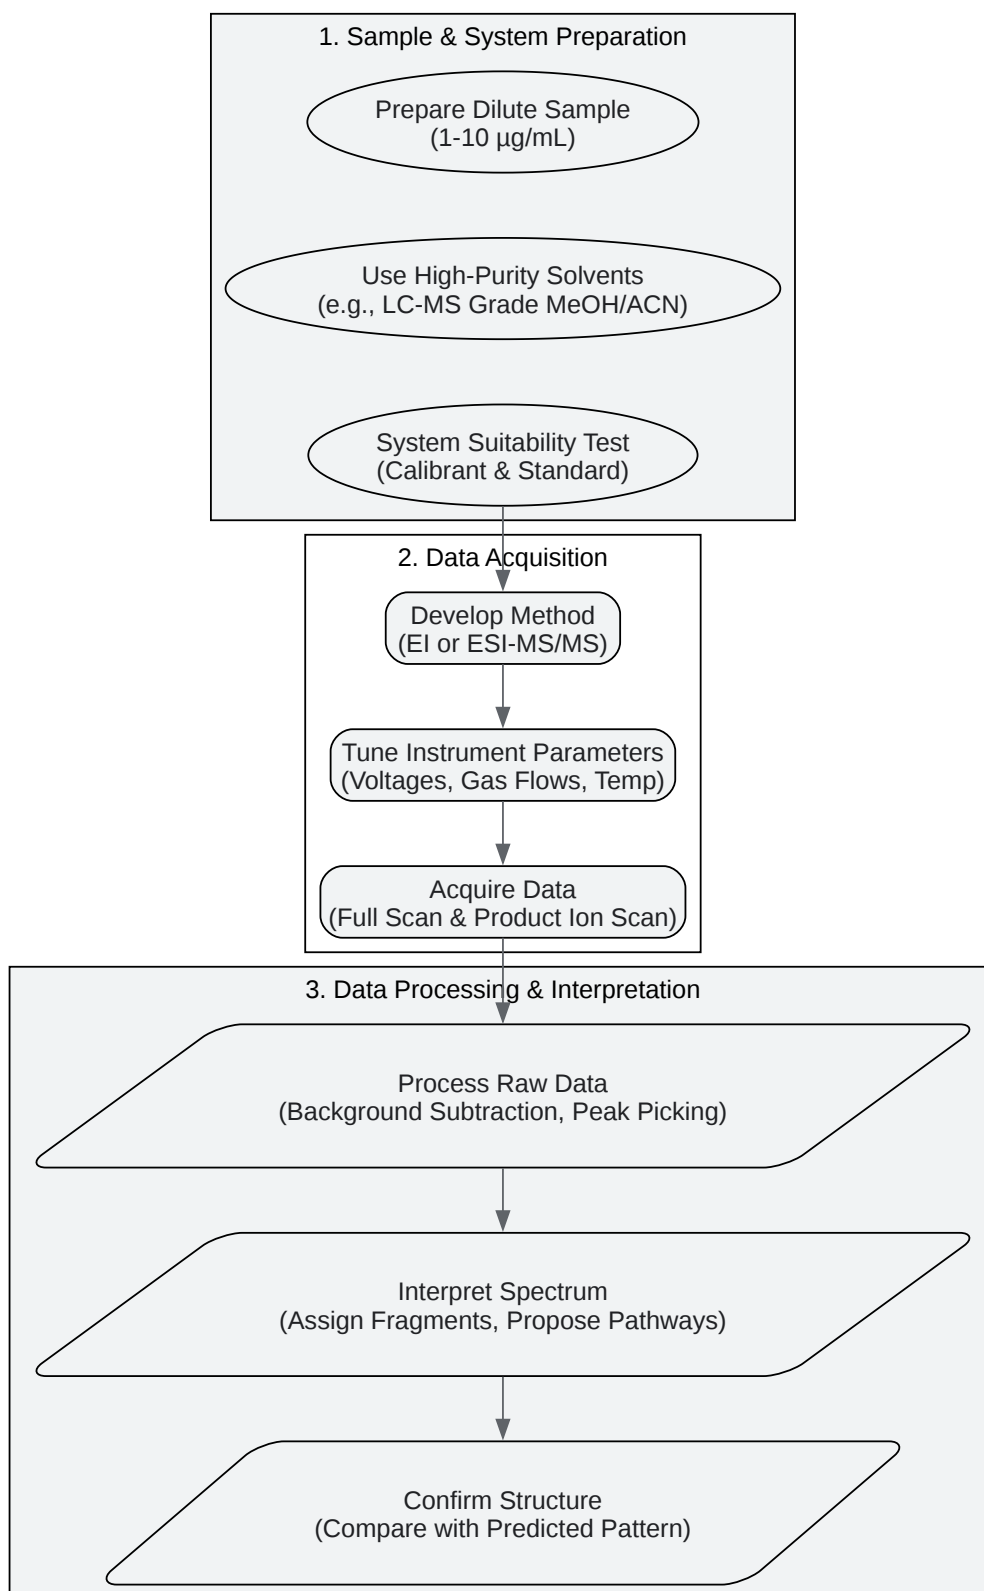 1. Sample & System Preparation
Prepare Dilute Sample
(1-10 µg/mL)
Use High-Purity Solvents
(e.g., LC-MS Grade MeOH/ACN)
System Suitability Test
(Calibrant & Standard)
2. Data Acquisition
Develop Method
(EI or ESI-MS/MS)
Tune Instrument Parameters
(Voltages, Gas Flows, Temp)
Acquire Data
(Full Scan & Product Ion Scan)
3. Data Processing & Interpretation
Process Raw Data
(Background Subtraction, Peak Picking)
Interpret Spectrum
(Assign Fragments, Propose Pathways)
Confirm Structure
(Compare with Predicted Pattern)